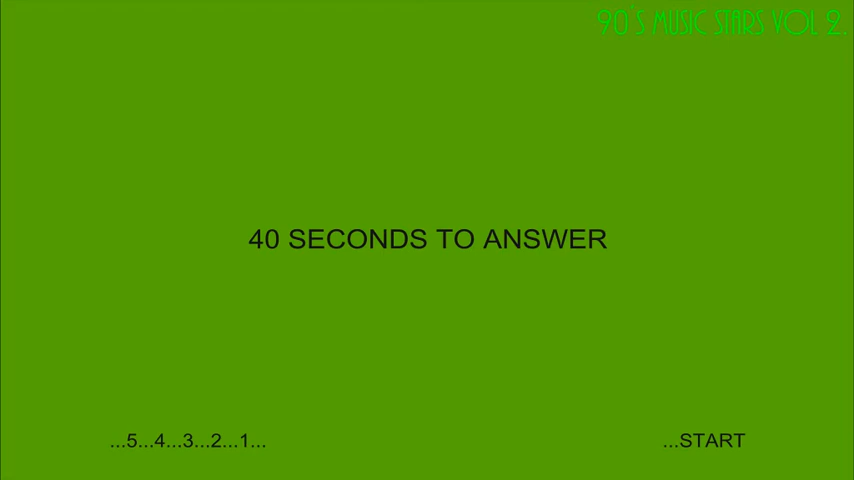 90'S MUSIC STARS VOL 2.
40 SECONDS TO ANSWER
...5...4...3...2...1...
...START